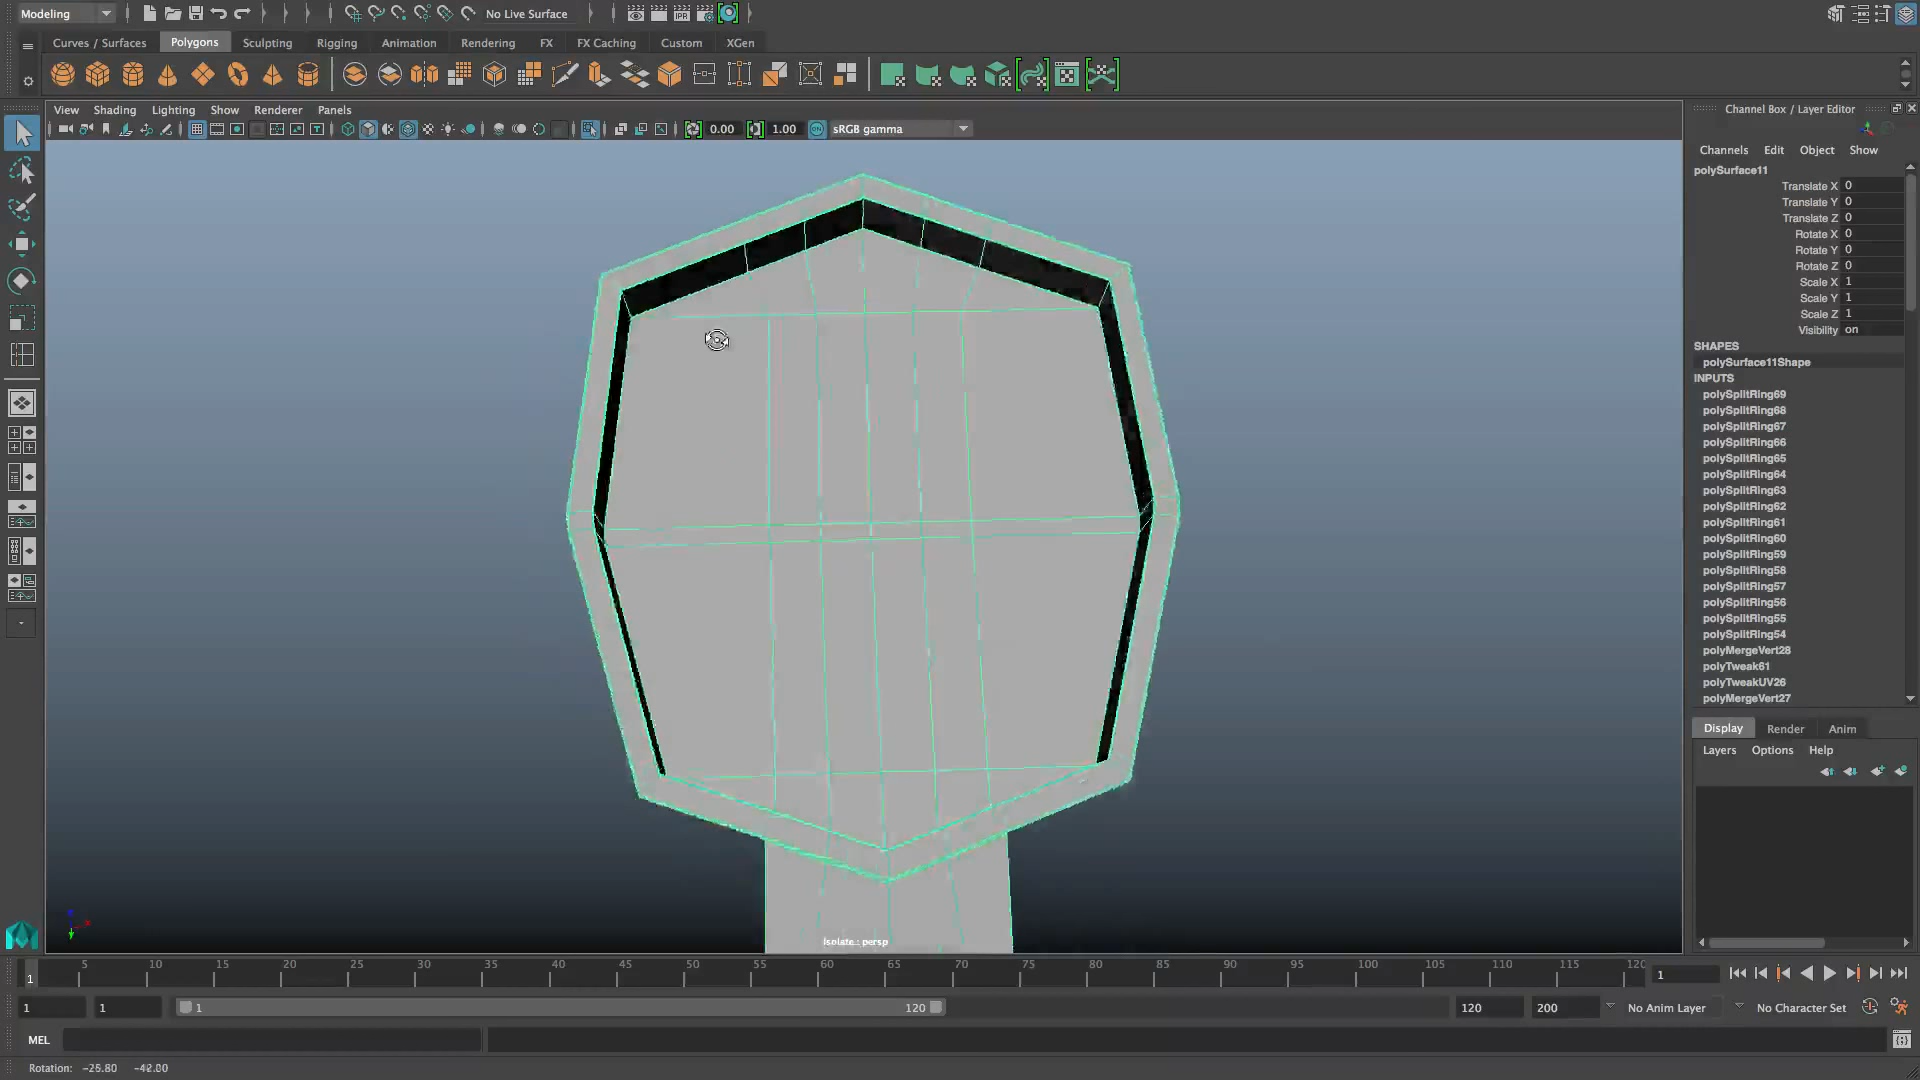 Modeling
No Live Surface
Curves / Surfaces
Polygons
Sculpting
Rigging
Animation
Rendering
FX
FX Caching
Custom
XGen
View
Shading
Lighting
Show
Renderer
Panels
0.00
1.00
sRGB gamma
IPR
Channel Box / Layer Editor
Channels
Edit
Object
Show
polySurface11
Translate X 0
Translate Y 0
Translate Z 0
Rotate X 0
Rotate Y 0
Rotate Z 0
Scale X 1
Scale Y 1
Scale Z 1
Visibility on
SHAPES
polySurface11Shape
INPUTS
polySplitRing69
polySplitRing68
polySplitRing67
polySplitRing66
polySplitRing65
polySplitRing64
polySplitRing63
polySplitRing62
polySplitRing61
polySplitRing60
polySplitRing59
polySplitRing58
polySplitRing57
polySplitRing56
polySplitRing55
polySplitRing54
polyMergeVert28
polyTweak61
polyTweakUV26
polyMergeVert27
Display
Render
Anim
Layers
Options
Help
Isolate : persp
1
5
10
15
20
25
30
35
40
45
50
55
60
65
70
75
80
85
90
95
100
105
110
115
120
1
1
1
1
120
120
200
No Anim Layer
No Character Set
MEL
Rotation: -25.80 -42.00